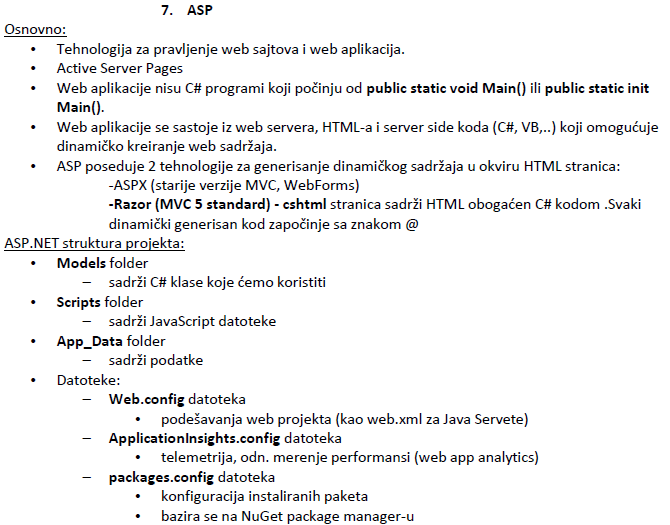 7. ASP
Osnovno:
• Tehnologija za pravljenje web sajtova i web aplikacija.
• Active Server Pages
• Web aplikacije nisu C# programi koji počinju od public static void Main() ili public static init
Main().
• Web aplikacije se sastoje iz web servera, HTML-a i server side koda (C#, VB,..) koji omogućuje
dinamičko kreiranje web sadržaja.
• ASP poseduje 2 tehnologije za generisanje dinamičkog sadržaja u okviru HTML stranica:
-ASPX (starije verzije MVC, WebForms)
-Razor (MVC 5 standard) - cshtml stranica sadrži HTML obogaćen C# kodom .Svaki
dinamički generisan kod započinje sa znakom @
ASP.NET struktura projekta:
• Models folder
– sadrži C# klase koje ćemo koristiti
• Scripts folder
– sadrži JavaScript datoteke
• App_Data folder
– sadrži podatke
• Datoteke:
– Web.config datoteka
• podešavanja web projekta (kao web.xml za Java Servete)
– ApplicationInsights.config datoteka
• telemetrija, odn. merenje performansi (web app analytics)
– packages.config datoteka
• konfiguracija instaliranih paketa
• bazira se na NuGet package manager-u